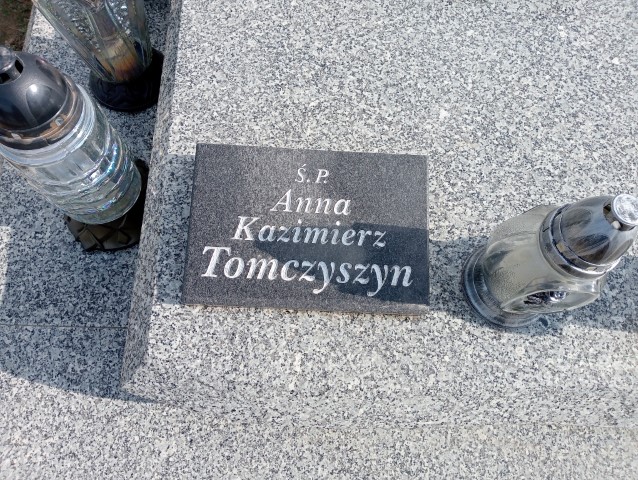 Ś. P.
Anna
Kazimierz
Tomczyszyn